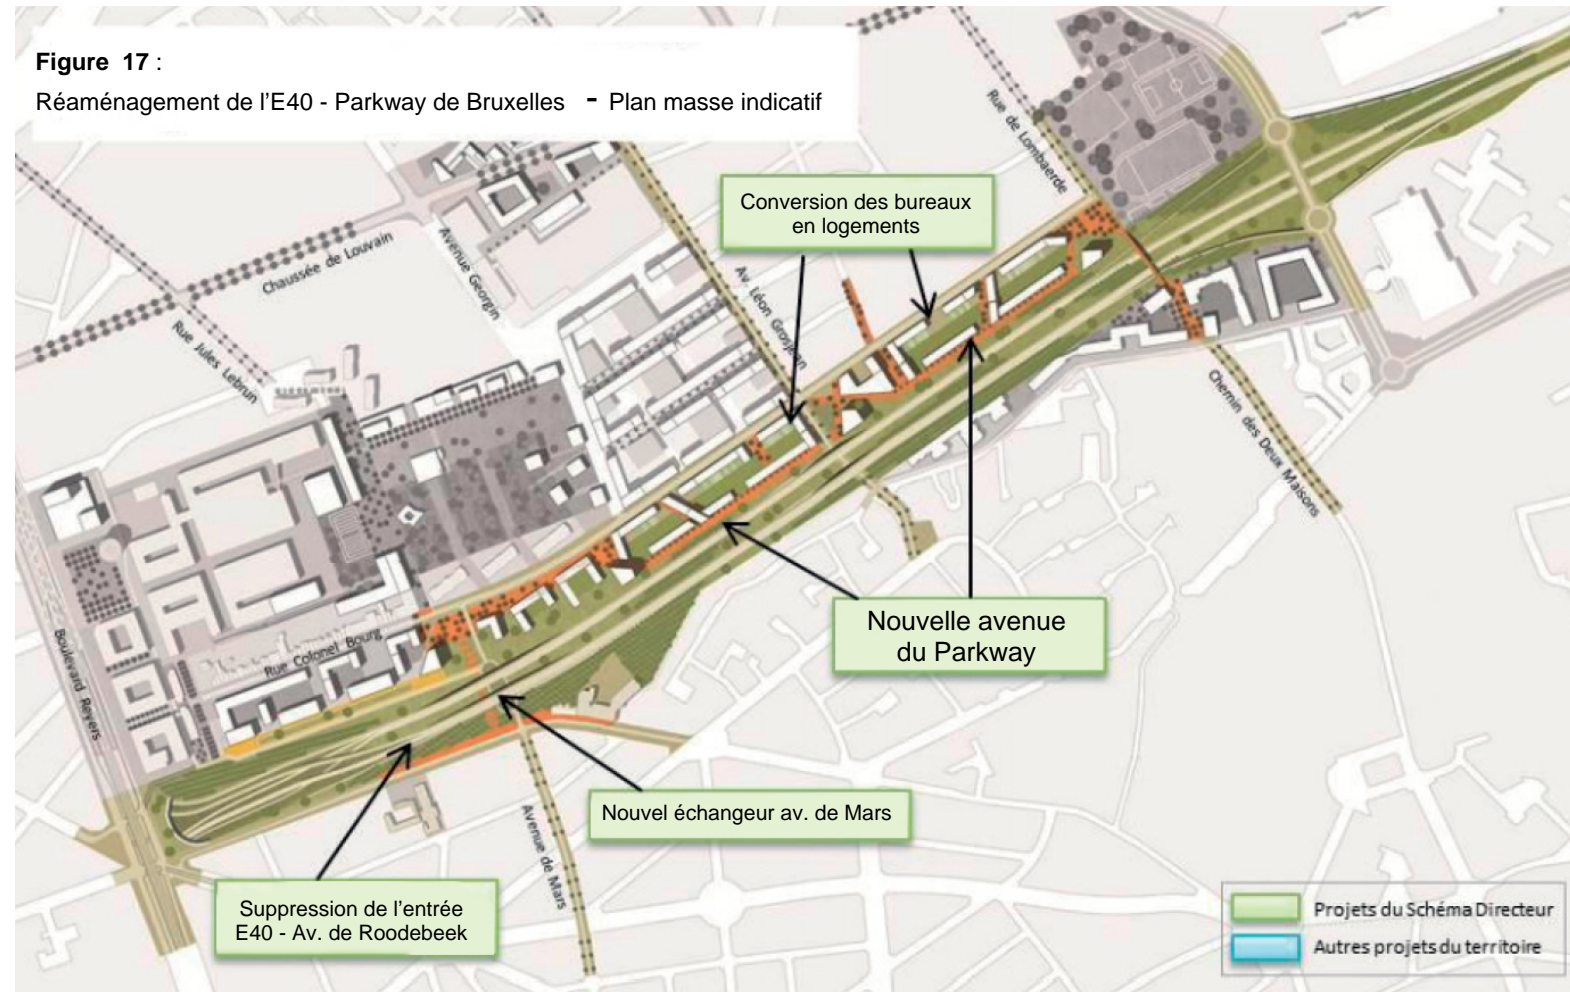 Figure 17 :
Réaménagement de l'E40 - Parkway de Bruxelles - Plan masse indicatif
Rue de Lombaerde
Conversion des bureaux
en logements
Chaussée de Louvain
Avenue Georgin
Av. Léon Grosjean
Rue Jules Lebrun
Chemin des Deux Maisons
Nouvelle avenue
du Parkway
Rue Colonel Bourg
Boulevard Reyers
Nouvel échangeur av. de Mars
Avenue de Mars
Suppression de l'entrée
E40 - Av. de Roodebeek
Projets du Schéma Directeur
Autres projets du territoire